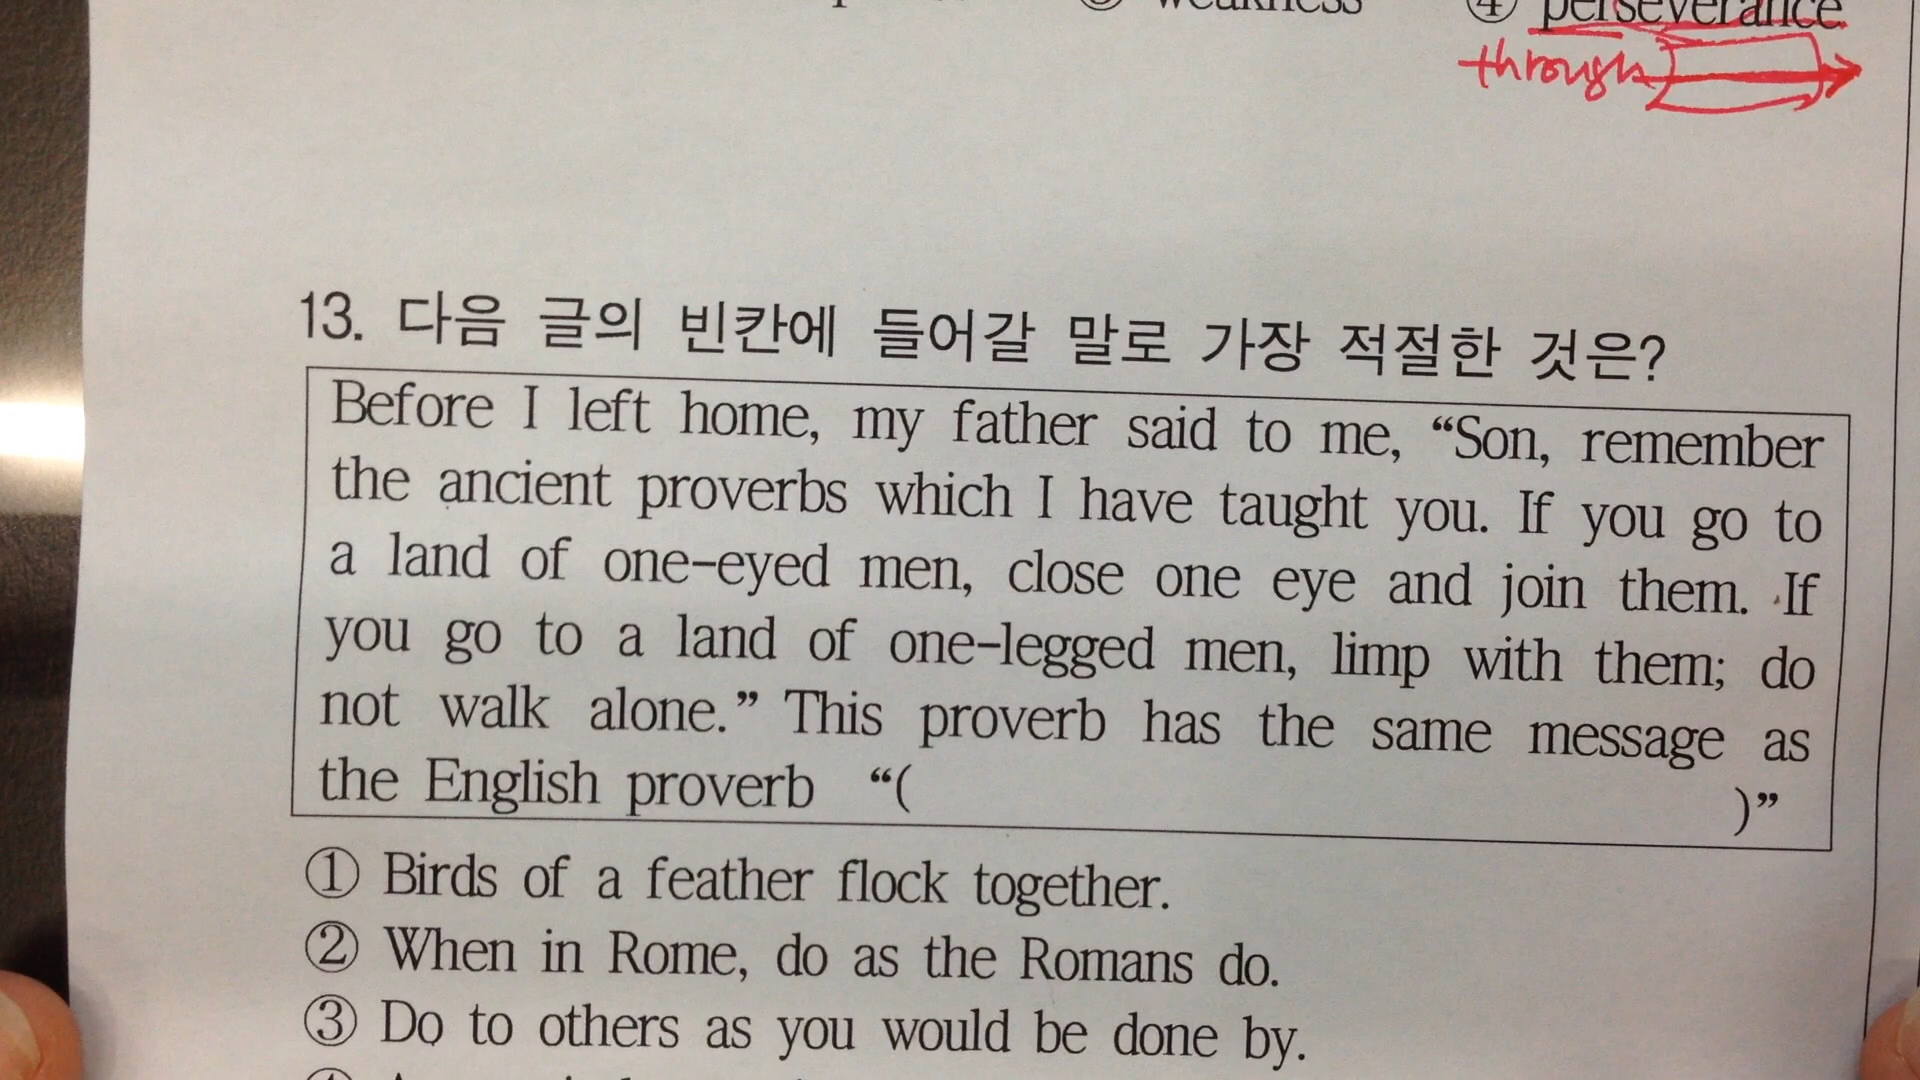 ③ weakness ④ perseverance
through
13. 다음 글의 빈칸에 들어갈 말로 가장 적절한 것은?
Before I left home, my father said to me, “Son, remember
the ancient proverbs which I have taught you. If you go to
a land of one-eyed men, close one eye and join them. If
you go to a land of one-legged men, limp with them; do
not walk alone.” This proverb has the same message as
the English proverb “( )”
① Birds of a feather flock together.
② When in Rome, do as the Romans do.
③ Do to others as you would be done by.